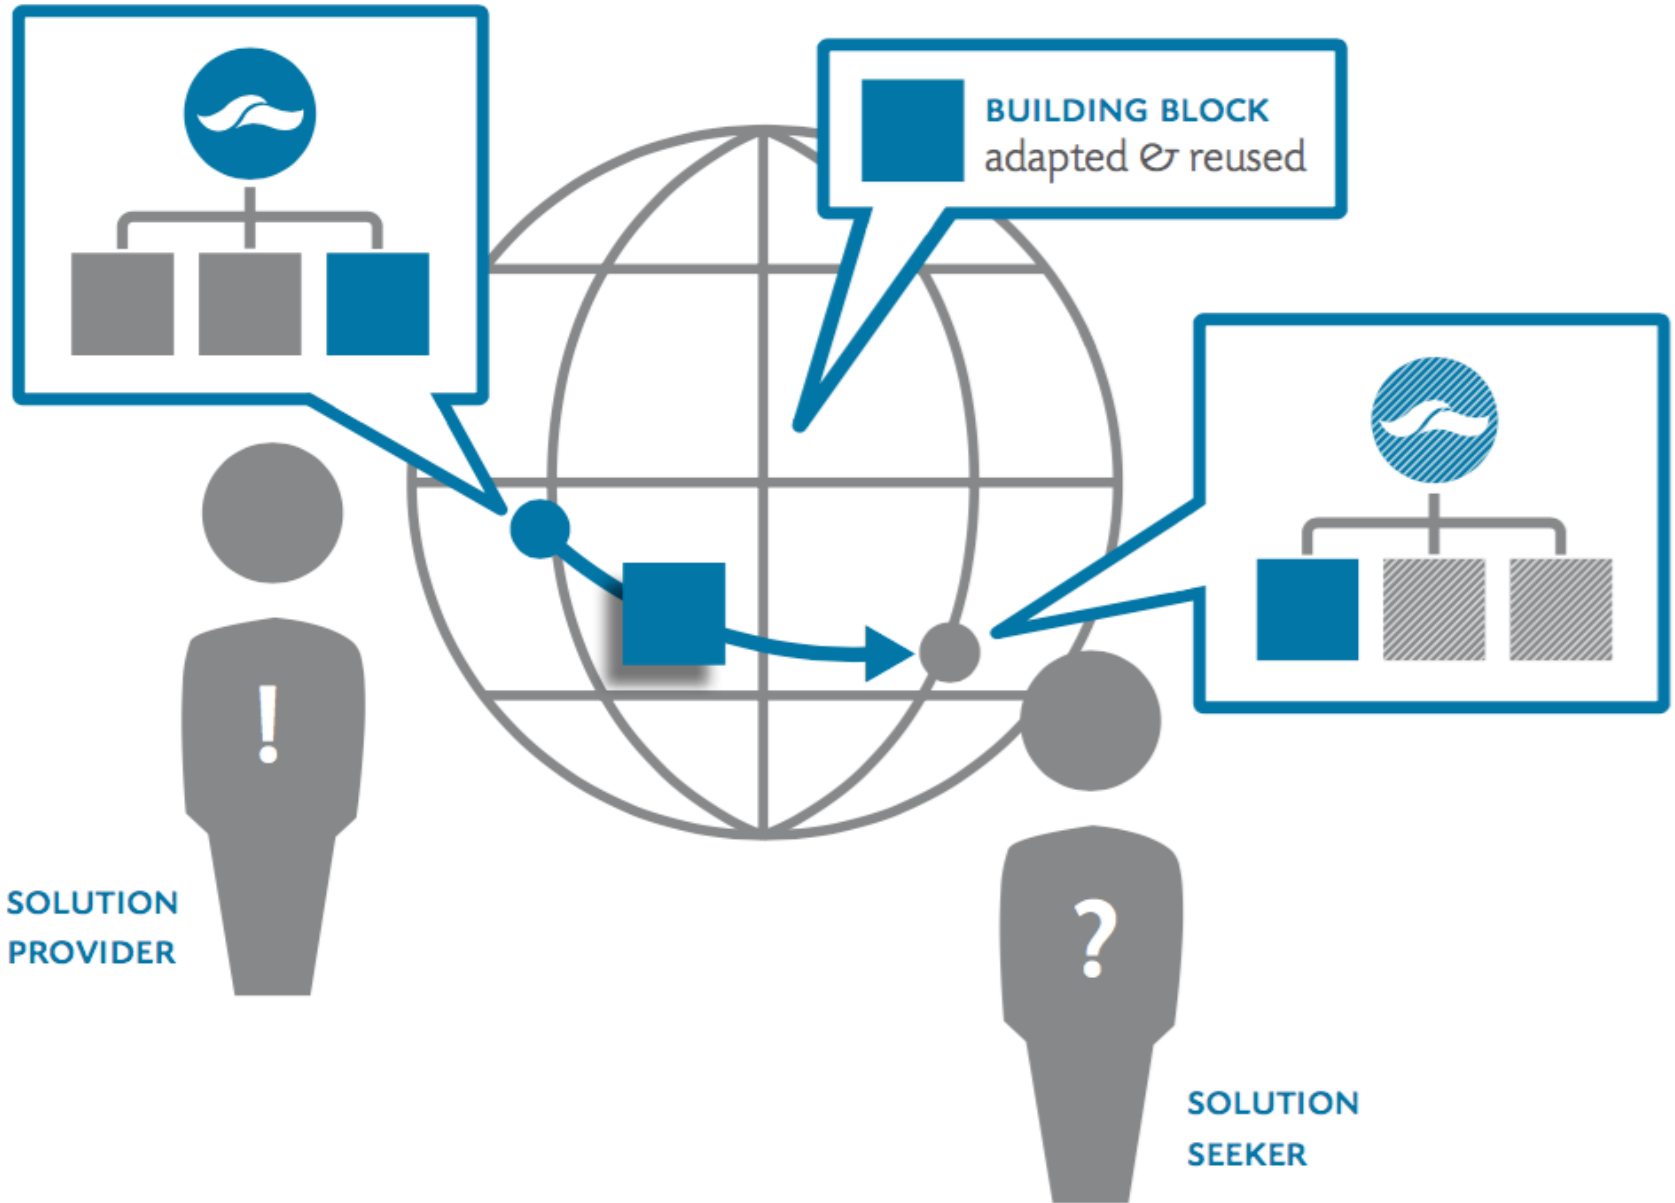 BUILDING BLOCK
adapted & reused
!
SOLUTION
PROVIDER
?
SOLUTION
SEEKER